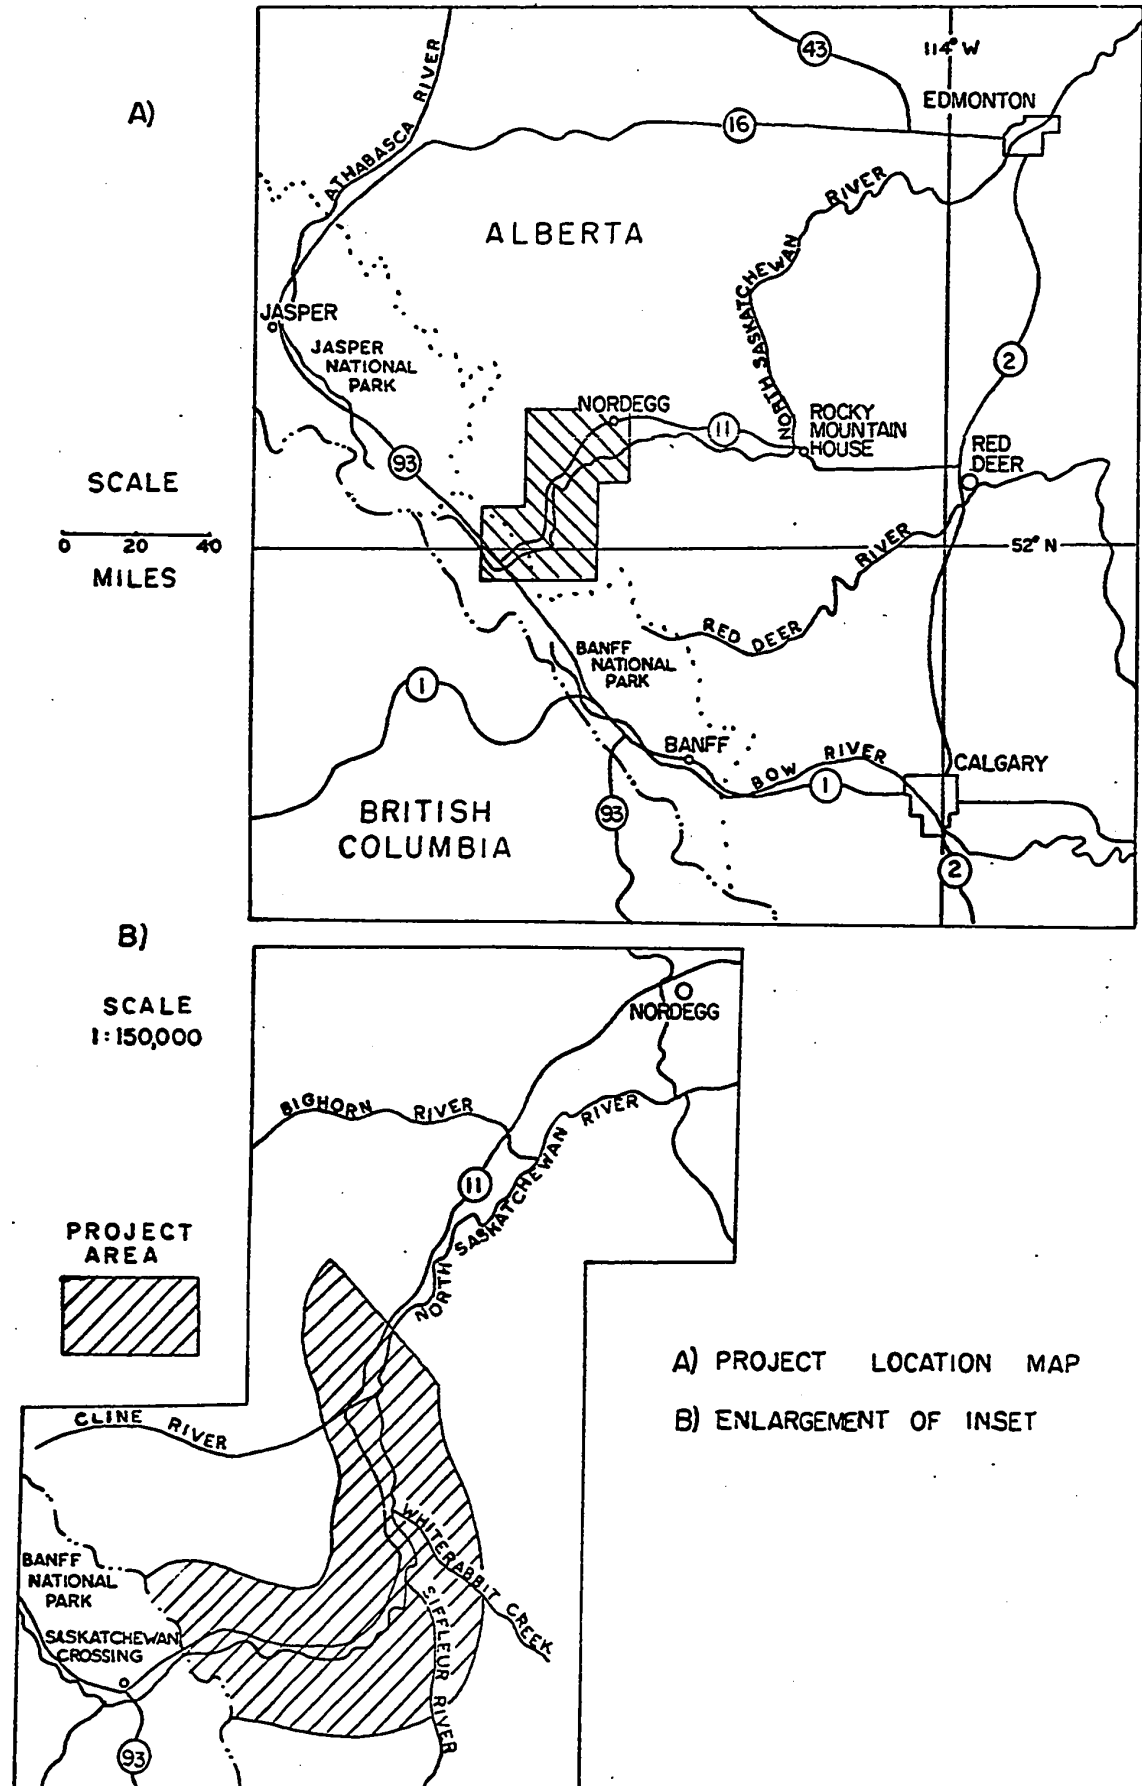 A)
43
114° W
EDMONTON
16
ATHABASCA RIVER
NORTH SASKATCHEWAN RIVER
ALBERTA
JASPER
JASPER
NATIONAL
PARK
2
NORDEGG
11
ROCKY
MOUNTAIN
HOUSE
RED
DEER
93
SCALE
0 20 40
MILES
52° N
RED DEER RIVER
BANFF
NATIONAL
PARK
1
BANFF
BOW RIVER
1
CALGARY
93
BRITISH
COLUMBIA
2
B)
SCALE
1:150,000
NORDEGG
BIGHORN RIVER
NORTH SASKATCHEWAN RIVER
11
PROJECT
AREA
A) PROJECT LOCATION MAP
B) ENLARGEMENT OF INSET
CLINE RIVER
WHITERABBIT CREEK
BANFF
NATIONAL
PARK
SIFFLEUR RIVER
SASKATCHEWAN
CROSSING
93